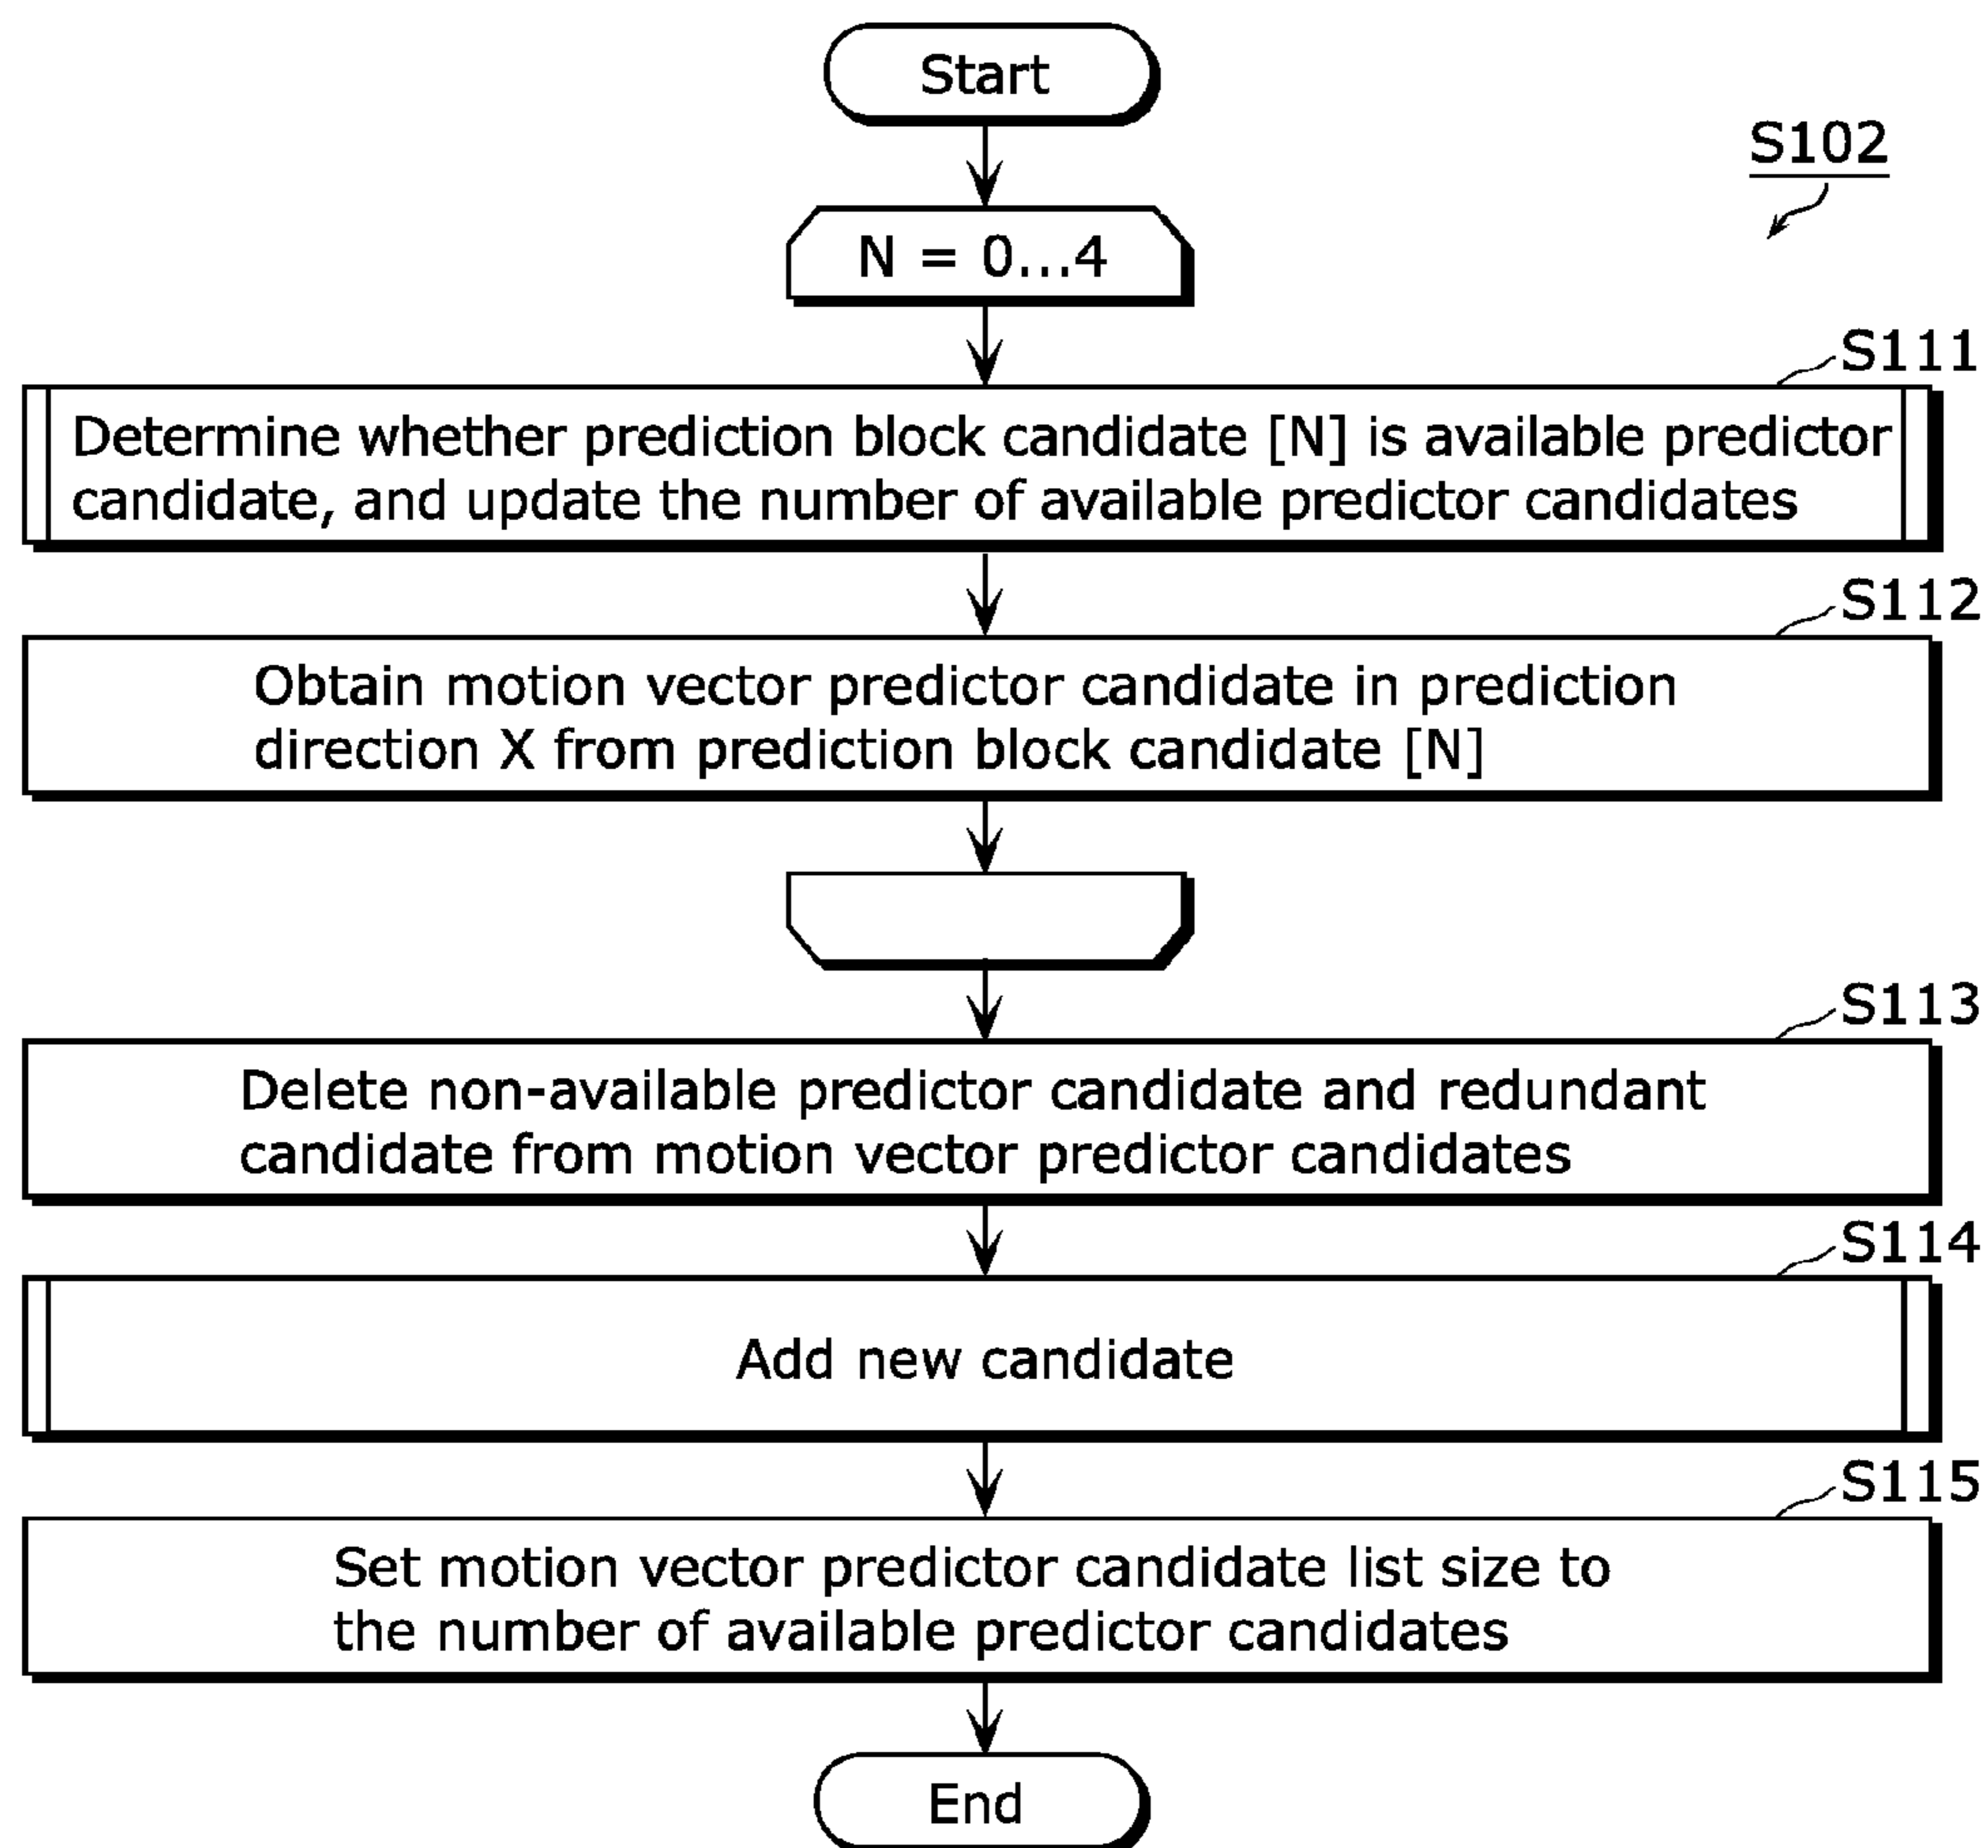 Start
S102
N = 0...4
S111
Determine whether prediction block candidate [N] is available predictor
candidate, and update the number of available predictor candidates
S112
Obtain motion vector predictor candidate in prediction
direction X from prediction block candidate [N]
S113
Delete non-available predictor candidate and redundant
candidate from motion vector predictor candidates
S114
Add new candidate
S115
Set motion vector predictor candidate list size to
the number of available predictor candidates
End